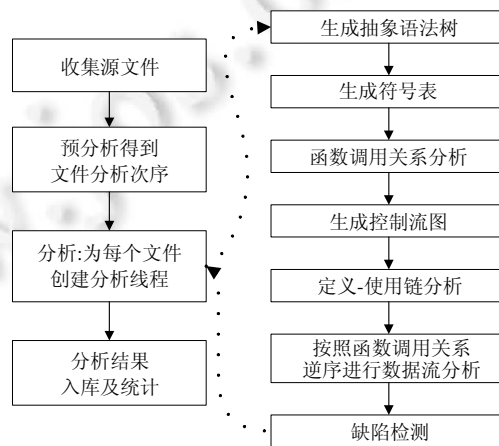 收集源文件
预分析得到
文件分析次序
分析:为每个文件
创建分析线程
分析结果
入库及统计
生成抽象语法树
生成符号表
函数调用关系分析
生成控制流图
定义-使用链分析
按照函数调用关系
逆序进行数据流分析
缺陷检测